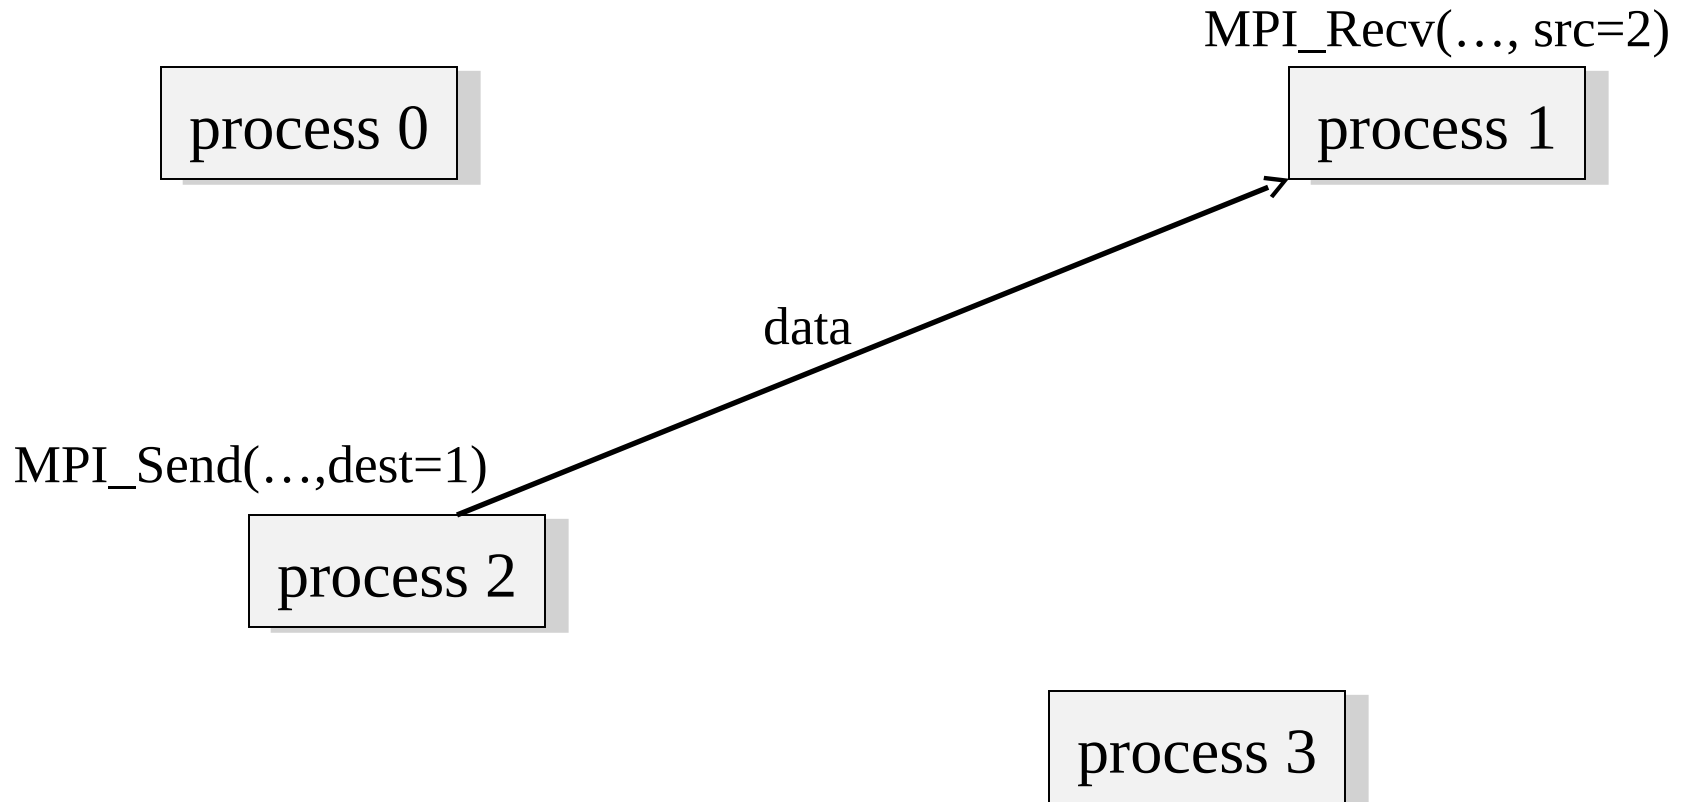 MPI_Recv(…, src=2)
process 0
process 1
data
MPI_Send(…,dest=1)
process 2
process 3